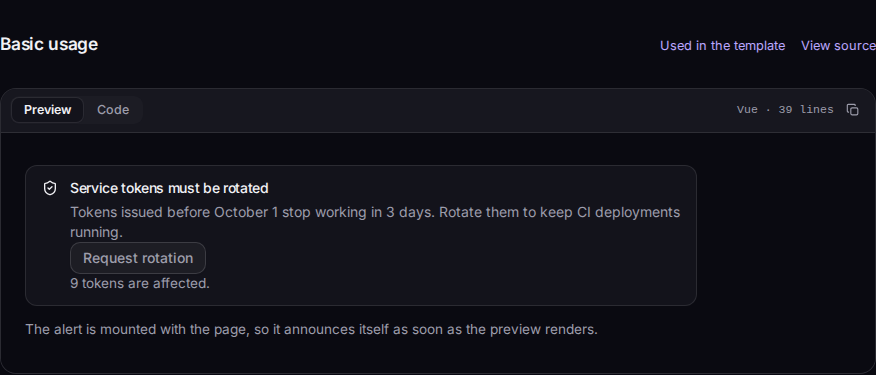 Basic usage
Used in the template
View source
Preview
Code
Vue · 39 lines
Service tokens must be rotated
Tokens issued before October 1 stop working in 3 days. Rotate them to keep CI deployments
running.
Request rotation
9 tokens are affected.
The alert is mounted with the page, so it announces itself as soon as the preview renders.